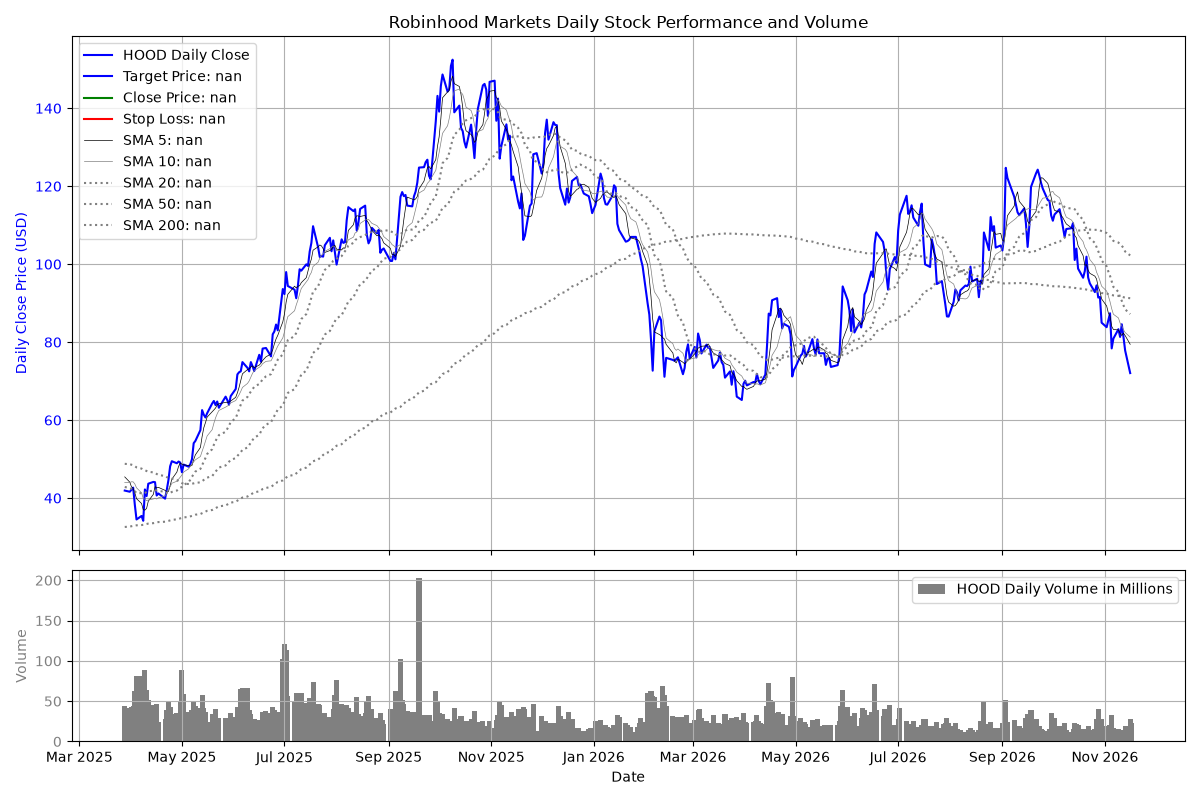 Robinhood Markets Daily Stock Performance and Volume
HOOD Daily Close
Target Price: nan
Close Price: nan
Stop Loss: nan
SMA 5: nan
SMA 10: nan
SMA 20: nan
SMA 50: nan
SMA 200: nan
Daily Close Price (USD)
140
120
100
80
60
40
HOOD Daily Volume in Millions
Volume
200
150
100
50
0
Mar 2025 May 2025 Jul 2025 Sep 2025 Nov 2025 Jan 2026 Mar 2026 May 2026 Jul 2026 Sep 2026 Nov 2026
Date